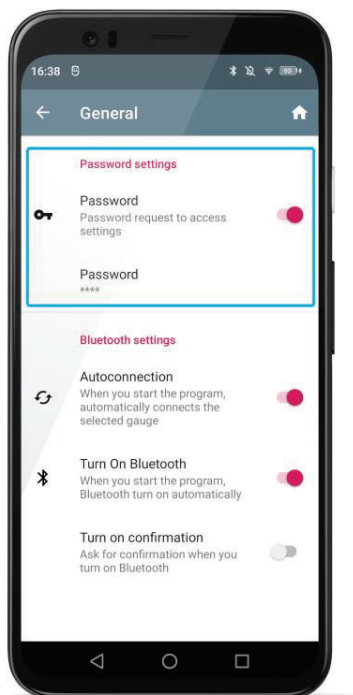 16:38
93
General
Password settings
Password
Password request to access
settings
Password
****
Bluetooth settings
Autoconnection
When you start the program,
automatically connects the
selected gauge
Turn On Bluetooth
When you start the program,
Bluetooth turn on automatically
Turn on confirmation
Ask for confirmation when you
turn on Bluetooth